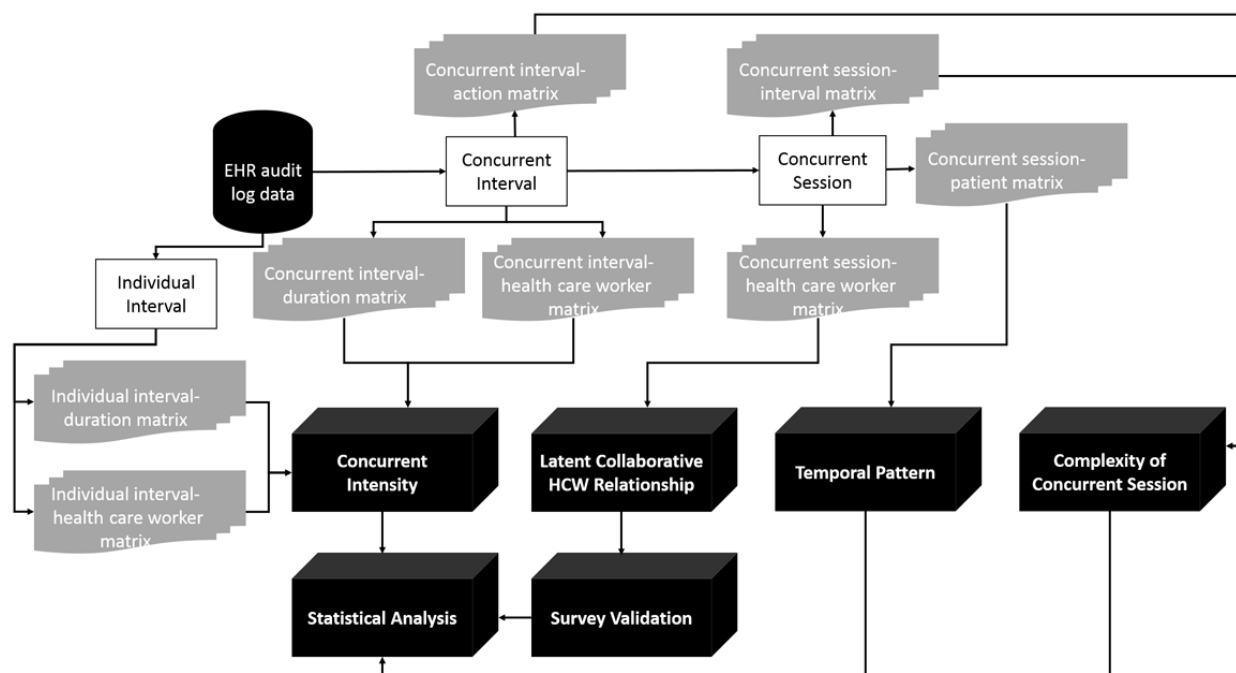 Concurrent interval-
action matrix
Concurrent session-
interval matrix
EHR audit
log data
Concurrent
Interval
Concurrent
Session
Concurrent session-
patient matrix
Individual
Interval
Concurrent interval-
duration matrix
Concurrent interval-
health care worker
matrix
Concurrent session-
health care worker
matrix
Individual interval-
duration matrix
Individual interval-
health care worker
matrix
Concurrent
Intensity
Latent Collaborative
HCW Relationship
Temporal Pattern
Complexity of
Concurrent Session
Statistical Analysis
Survey Validation